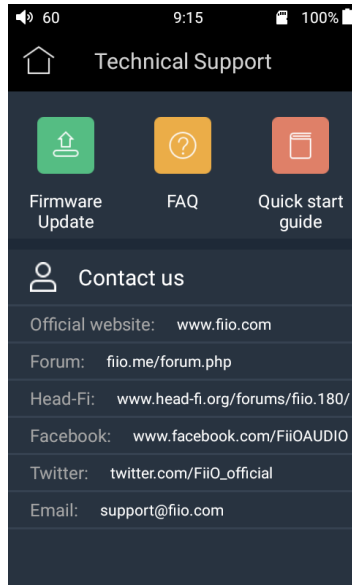 60 9:15 100%
Technical Support
Firmware Update
FAQ
Quick start guide
Contact us
Official website: www.fiio.com
Forum: fiio.me/forum.php
Head-Fi: www.head-fi.org/forums/fiio.180/
Facebook: www.facebook.com/FiiOAUDIO
Twitter: twitter.com/FiiO_official
Email: support@fiio.com